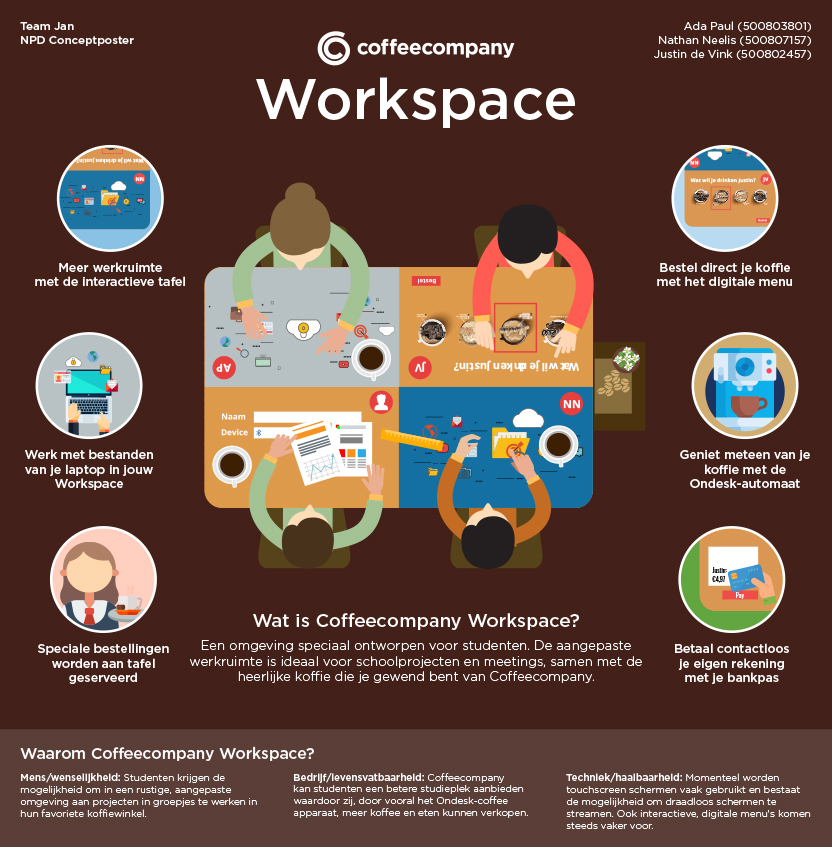 Team Jan
NPD Conceptposter
Ada Paul (500803801)
Nathan Neelis (500807157)
Justin de Vink (500802457)
coffeecompany
Workspace
Wat wil je drinken justin?
NN
Meer werkruimte
met de interactieve tafel
NN
JV
Wat wil je drinken justin?
Bestel
Bestel direct je koffie
met het digitale menu
AP
Bestel
JV
Wat wil jij drinken justin?
Naam
Device
NN
Werk met bestanden
van je laptop in jouw
Workspace
Geniet meteen van je
koffie met de
Ondesk-automaat
Speciale bestellingen
worden aan tafel
geserveerd
Justin:
€4,97
Pay
Betaal contactloos
je eigen rekening
met je bankpas
Wat is Coffeecompany Workspace?
Een omgeving speciaal ontworpen voor studenten. De aangepaste
werkruimte is ideaal voor schoolprojecten en meetings, samen met de
heerlijke koffie die je gewend bent van Coffeecompany.
Waarom Coffeecompany Workspace?
Mens/wenselijkheid: Studenten krijgen de
mogelijkheid om in een rustige, aangepaste
omgeving aan projecten in groepjes te werken in
hun favoriete koffiewinkel.
Bedrijf/levensvatbaarheid: Coffeecompany
kan studenten een betere studieplek aanbieden
waardoor zij, door vooral het Ondesk-coffee
apparaat, meer koffie en eten kunnen verkopen.
Techniek/haalbaarheid: Momenteel worden
touchscreen schermen vaak gebruikt en bestaat
de mogelijkheid om draadloos schermen te
streamen. Ook interactieve, digitale menu's komen
steeds vaker voor.